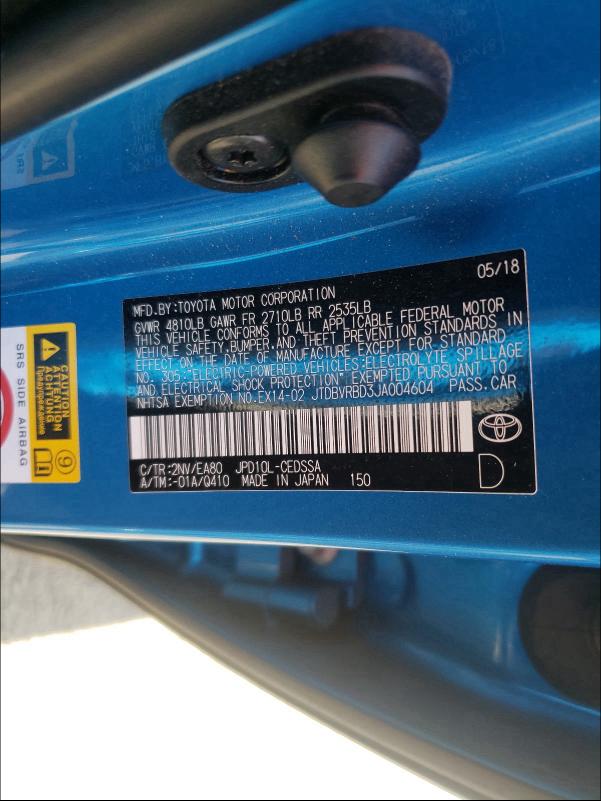 05/18
MFD.BY:TOYOTA MOTOR CORPORATION
GVWR 4810LB GAWR FR 2710LB RR 2535LB
THIS VEHICLE CONFORMS TO ALL APPLICABLE FEDERAL MOTOR
VEHICLE SAFETY,BUMPER,AND THEFT PREVENTION STANDARDS IN
EFFECT ON THE DATE OF MANUFACTURE EXCEPT FOR STANDARD
NO. 305;"ELECTRIC-POWERED VEHICLES:ELECTROLYTE SPILLAGE
AND ELECTRICAL SHOCK PROTECTION" EXEMPTED PURSUANT TO
NHTSA EXEMPTION NO.EX14-02 JTDBVRBD3JA004604 PASS.CAR
C/TR:2NV/EA80 JPD10L-CEDSSA
A/TM:-01A/Q410 MADE IN JAPAN 150
D
SRS SIDE AIRBAG
CAUTION
9